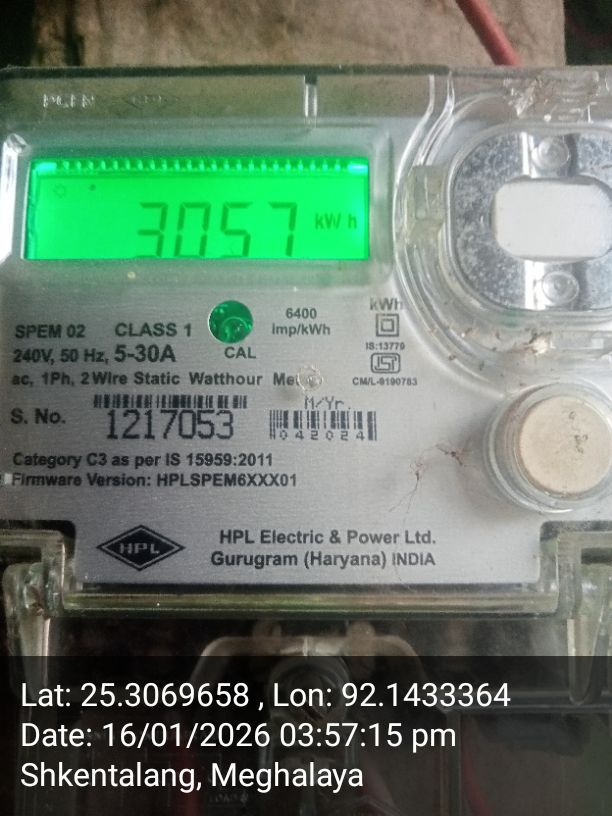 3057 kWh
6400
imp/kWh
kWh
SPEM 02 CLASS 1
240V, 50 Hz, 5-30A
CAL
IS:13779
ac, 1Ph, 2Wire Static Watthour
CM/L-9190783
M/Yr.
S. No. 1217053
042024
Category C3 as per IS 15959:2011
Firmware Version: HPLSPEM6XXX01
HPL
HPL Electric & Power Ltd.
Gurugram (Haryana) INDIA
Lat: 25.3069658 , Lon: 92.1433364
Date: 16/01/2026 03:57:15 pm
Shkentalang, Meghalaya